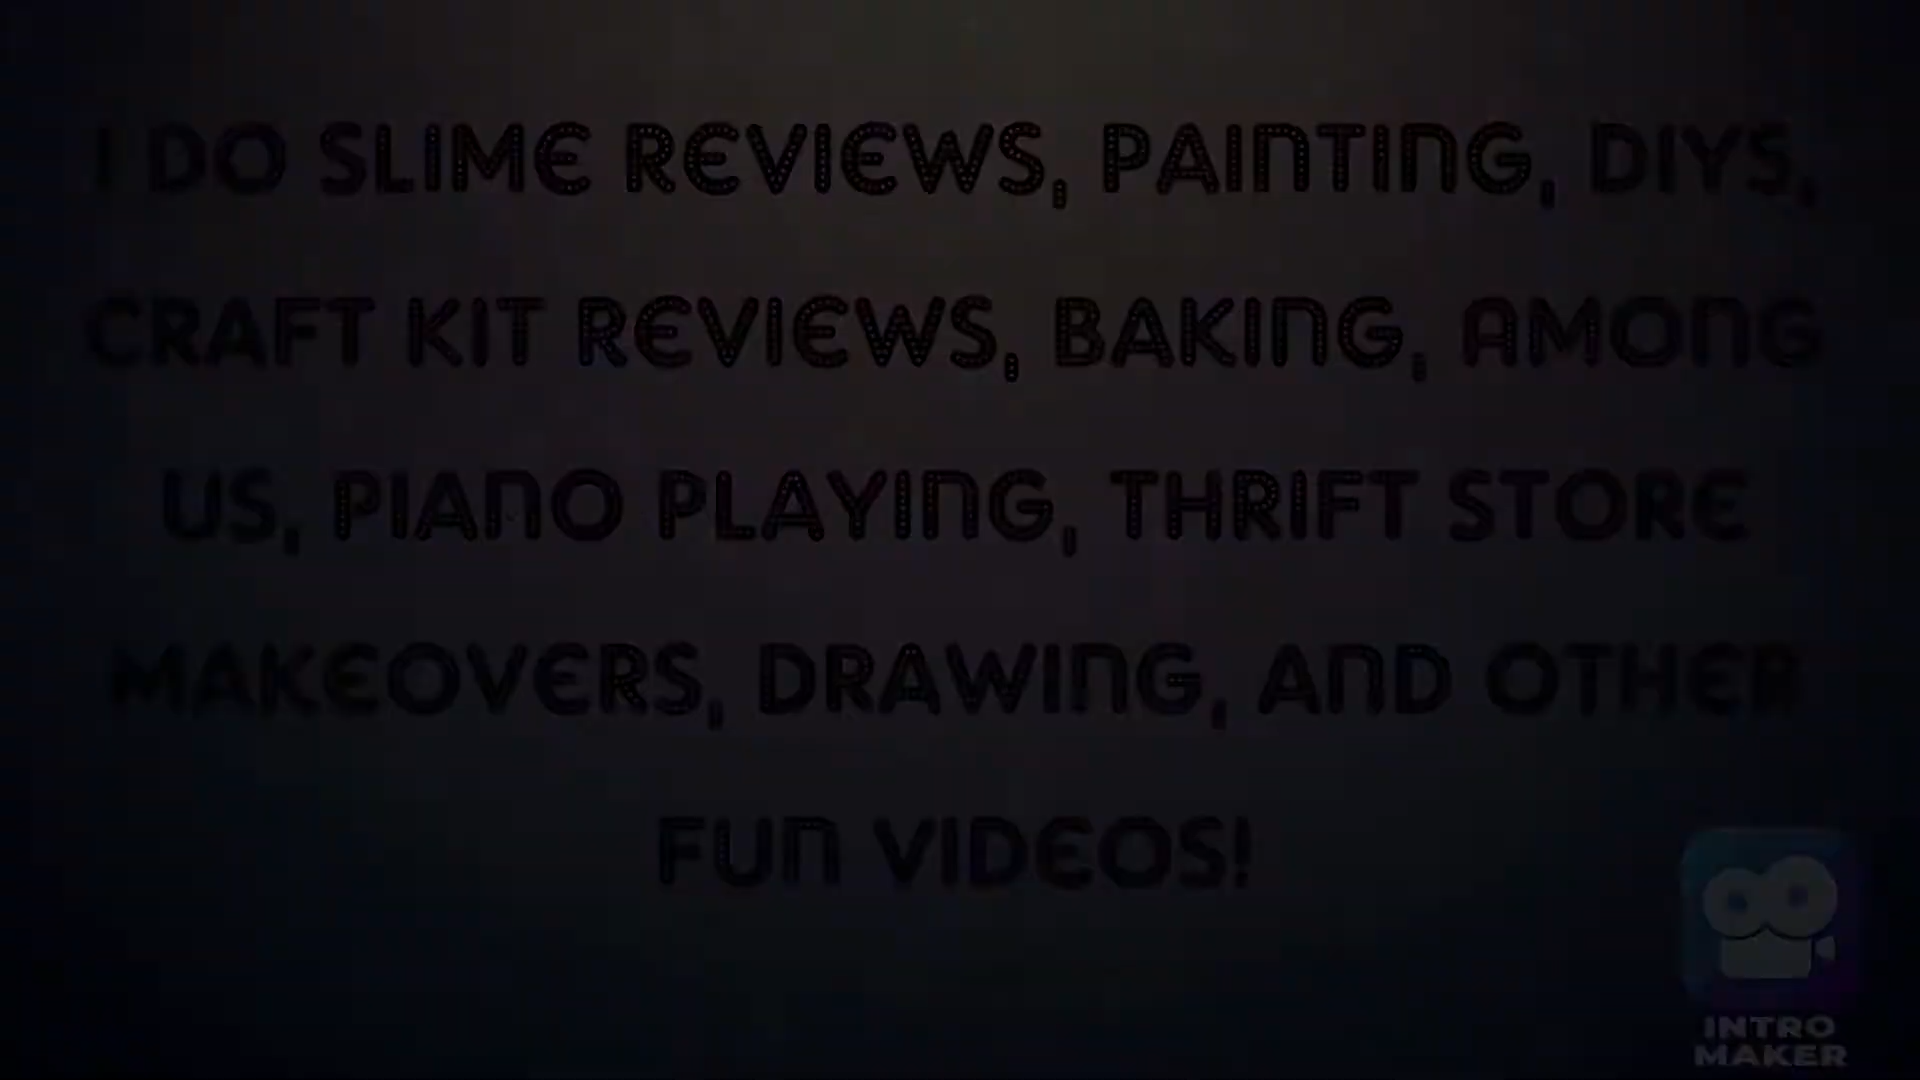 I DO SLIME REVIEWS, PAINTING, DIYS,
CRAFT KIT REVIEWS, BAKING, AMONG
US, PIANO PLAYING, THRIFT STORE
MAKEOVERS, DRAWING, AND OTHER
FUN VIDEOS!
INTRO
MAKER